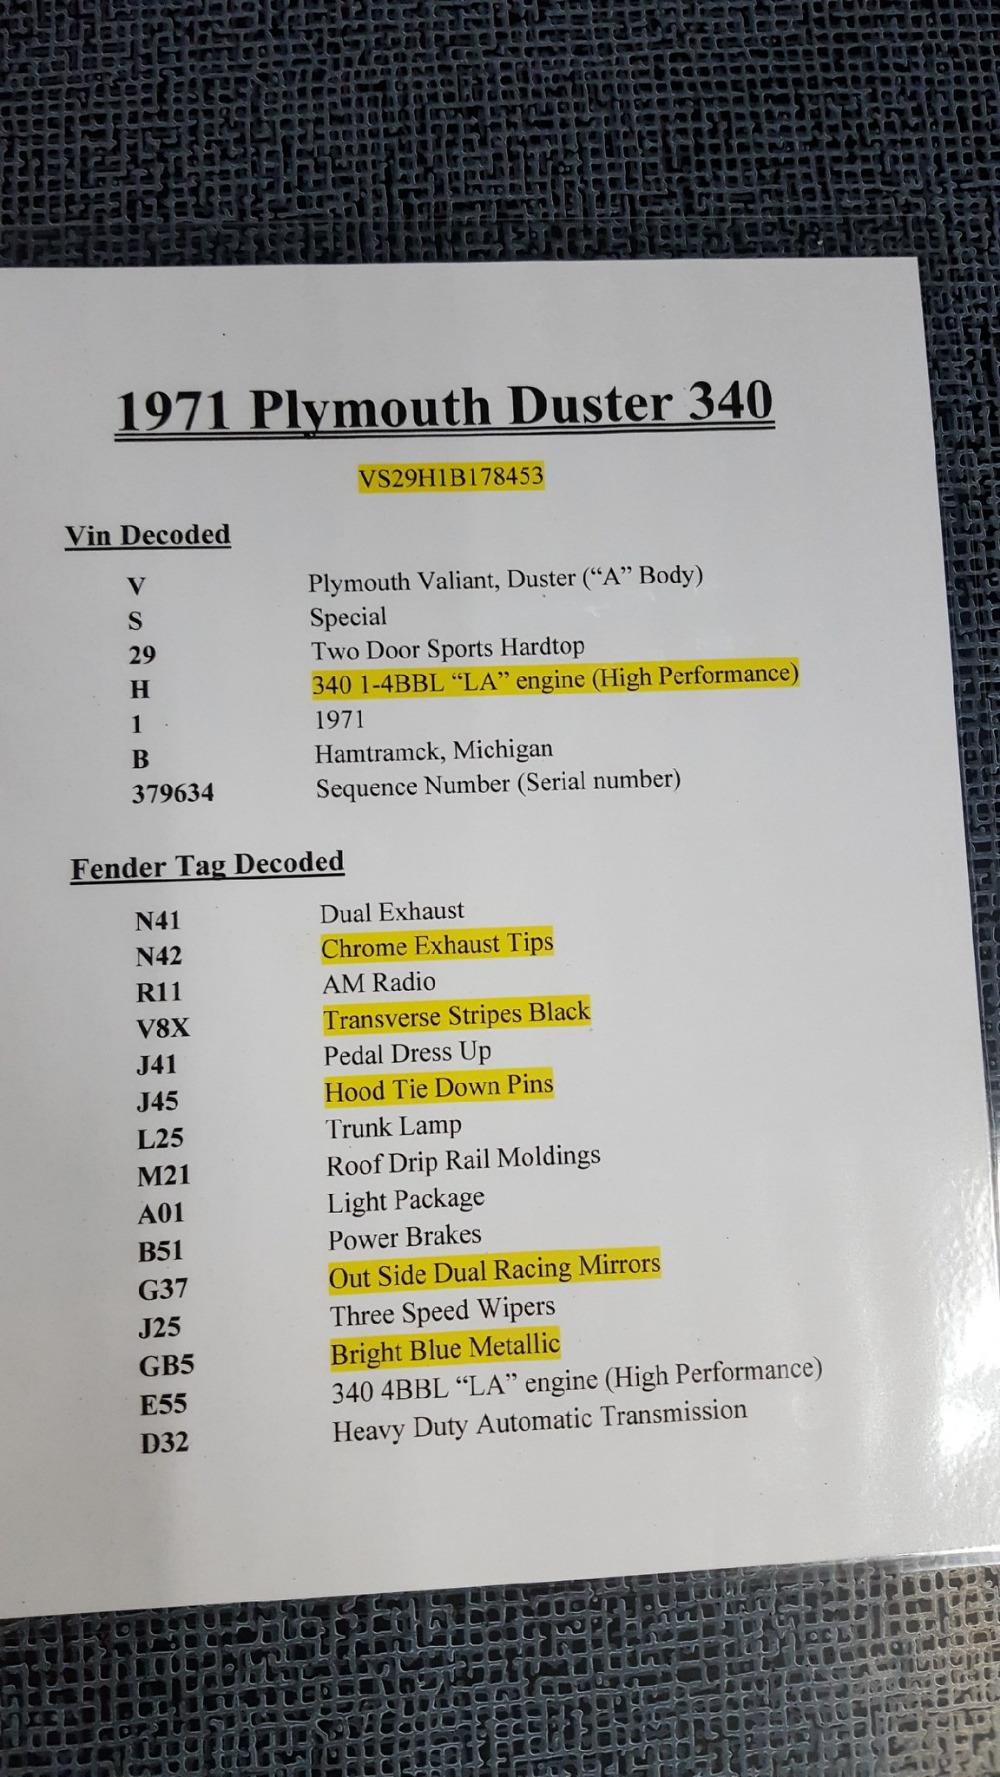 1971 Plymouth Duster 340
VS29H1B178453
Vin Decoded
V Plymouth Valiant, Duster (“A” Body)
S Special
29 Two Door Sports Hardtop
H 340 1-4BBL “LA” engine (High Performance)
1 1971
B Hamtramck, Michigan
379634 Sequence Number (Serial number)
Fender Tag Decoded
N41 Dual Exhaust
N42 Chrome Exhaust Tips
R11 AM Radio
V8X Transverse Stripes Black
J41 Pedal Dress Up
J45 Hood Tie Down Pins
L25 Trunk Lamp
M21 Roof Drip Rail Moldings
A01 Light Package
B51 Power Brakes
G37 Out Side Dual Racing Mirrors
J25 Three Speed Wipers
GB5 Bright Blue Metallic
E55 340 4BBL “LA” engine (High Performance)
D32 Heavy Duty Automatic Transmission